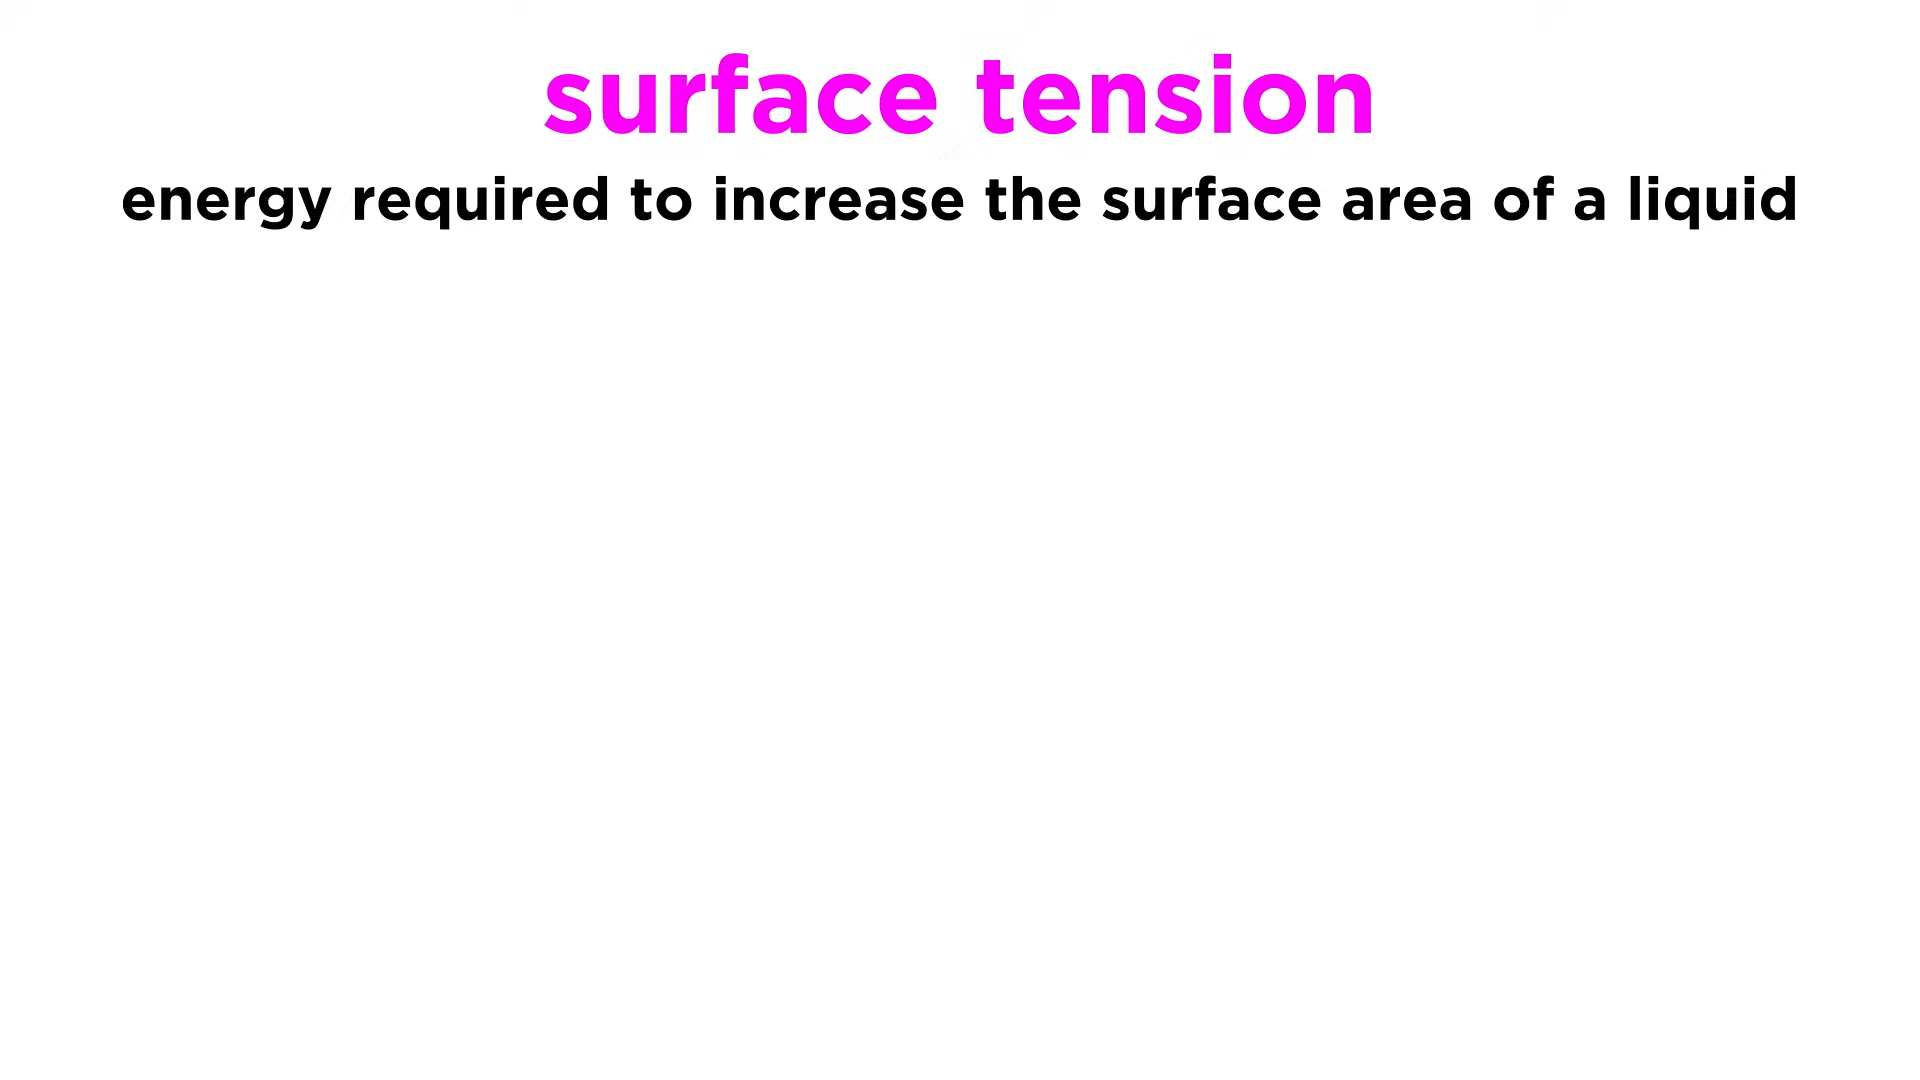 surface tension
energy required to increase the surface area of a liquid